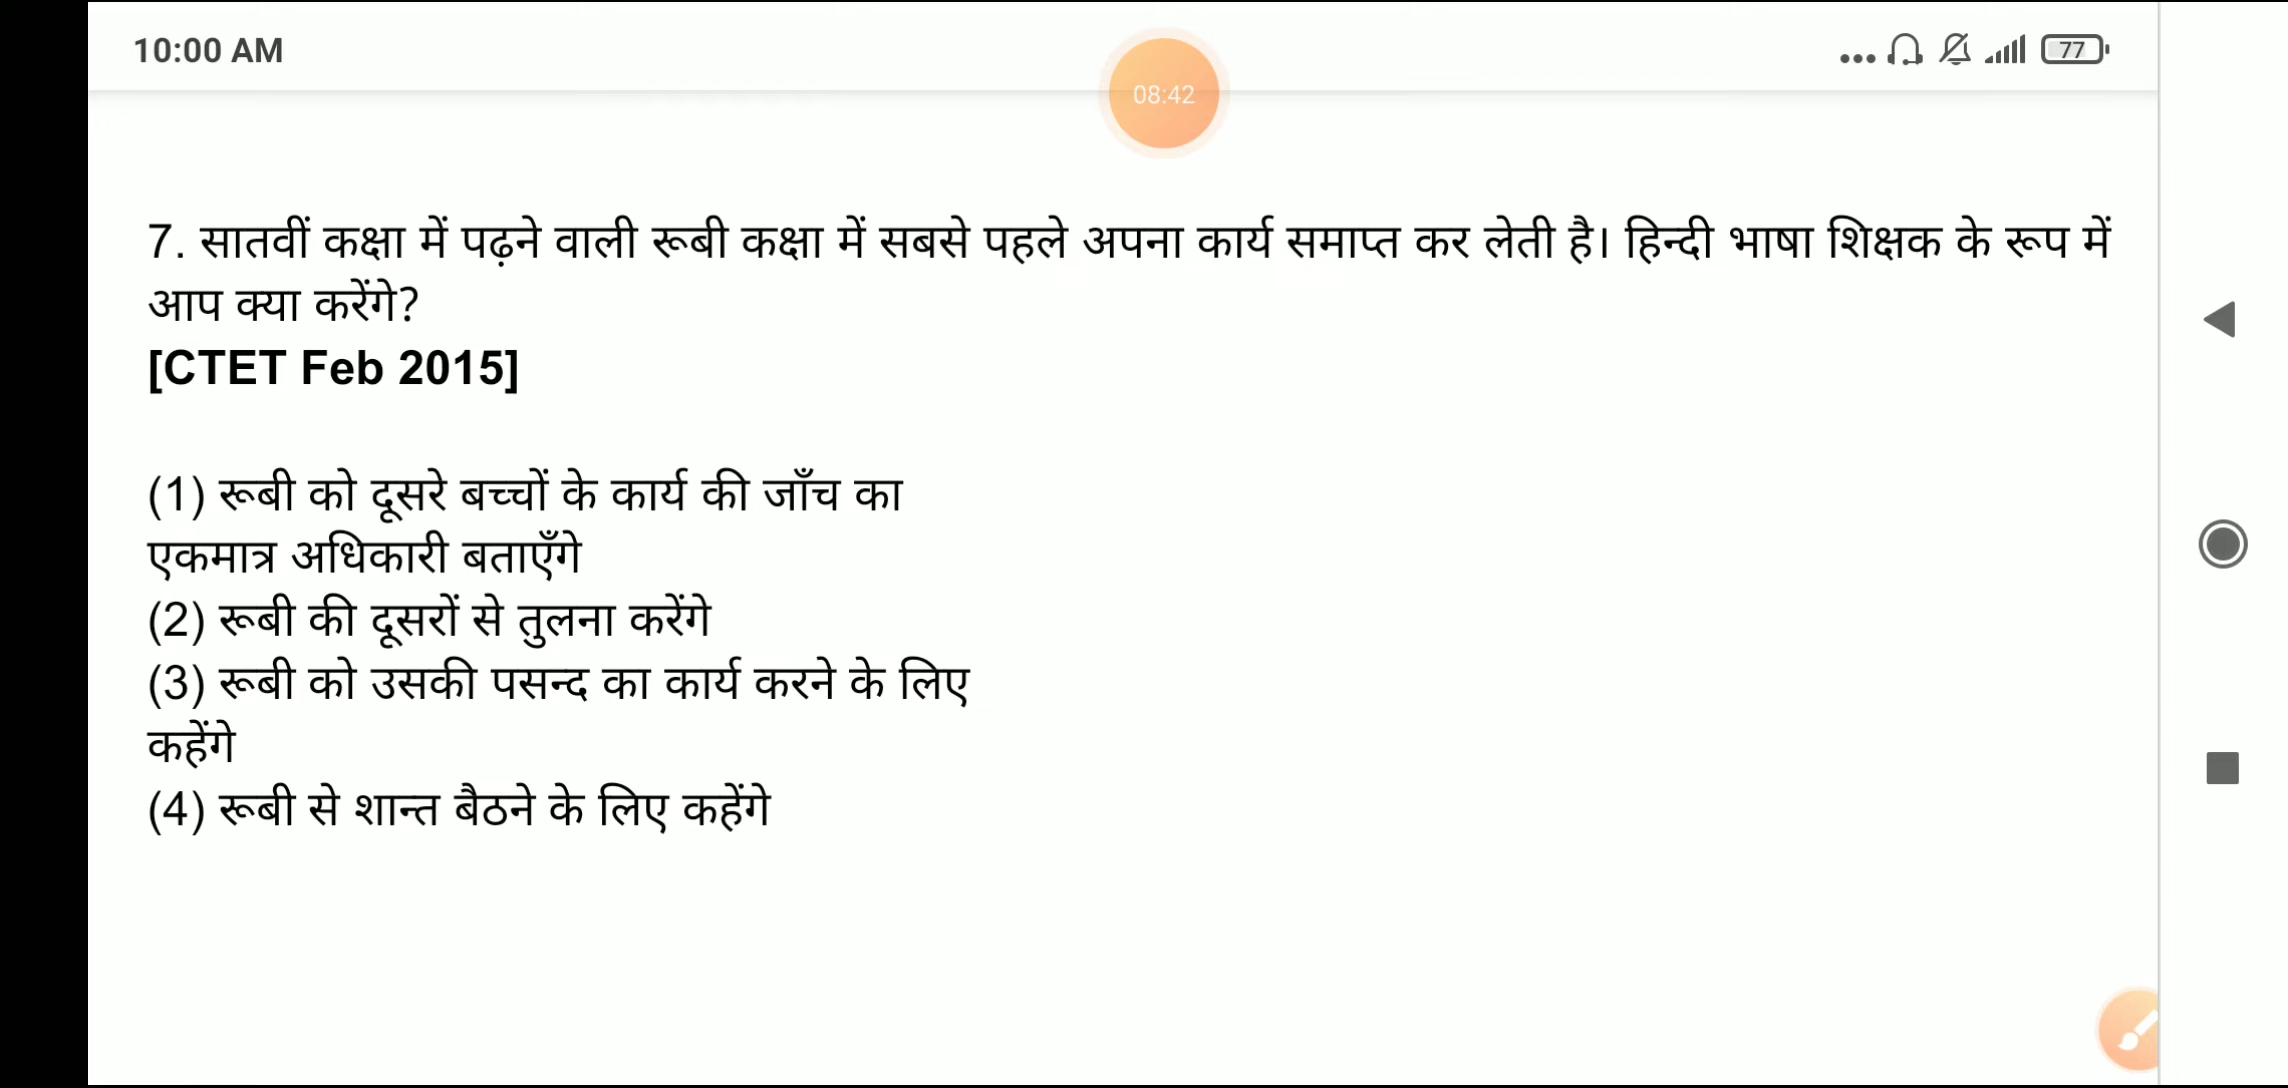 10:00 AM
77
08:42
7. सातवीं कक्षा में पढ़ने वाली रूबी कक्षा में सबसे पहले अपना कार्य समाप्त कर लेती है। हिन्दी भाषा शिक्षक के रूप में
आप क्या करेंगे?
[CTET Feb 2015]
(1) रूबी को दूसरे बच्चों के कार्य की जाँच का
एकमात्र अधिकारी बताएँगे
(2) रूबी की दूसरों से तुलना करेंगे
(3) रूबी को उसकी पसन्द का कार्य करने के लिए
कहेंगे
(4) रूबी से शान्त बैठने के लिए कहेंगे